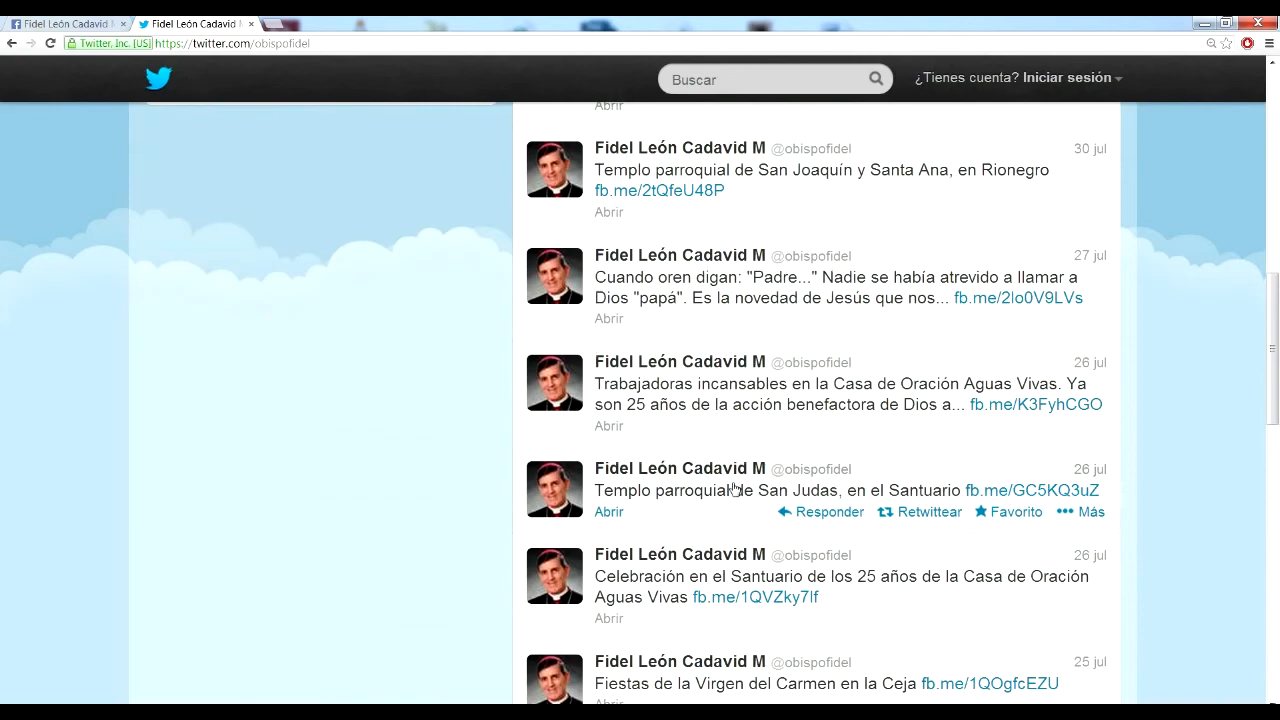 Fidel León Cadavid M
Fidel León Cadavid M
Twitter, Inc. [US] https://twitter.com/obispofidel
Buscar
¿Tienes cuenta? Iniciar sesión
Abrir
Fidel León Cadavid M @obispofidel 30 jul
Templo parroquial de San Joaquín y Santa Ana, en Rionegro
fb.me/2tQfeU48P
Abrir
Fidel León Cadavid M @obispofidel 27 jul
Cuando oren digan: "Padre..." Nadie se había atrevido a llamar a
Dios "papá". Es la novedad de Jesús que nos... fb.me/2lo0V9LVs
Abrir
Fidel León Cadavid M @obispofidel 26 jul
Trabajadoras incansables en la Casa de Oración Aguas Vivas. Ya
son 25 años de la acción benefactora de Dios a... fb.me/K3FyhCGO
Abrir
Fidel León Cadavid M @obispofidel 26 jul
Templo parroquial de San Judas, en el Santuario fb.me/GC5KQ3uZ
Abrir Responder Retwittear Favorito Más
Fidel León Cadavid M @obispofidel 26 jul
Celebración en el Santuario de los 25 años de la Casa de Oración
Aguas Vivas fb.me/1QVZky7lf
Abrir
Fidel León Cadavid M @obispofidel 25 jul
Fiestas de la Virgen del Carmen en la Ceja fb.me/1QOgfcEZU
Abrir